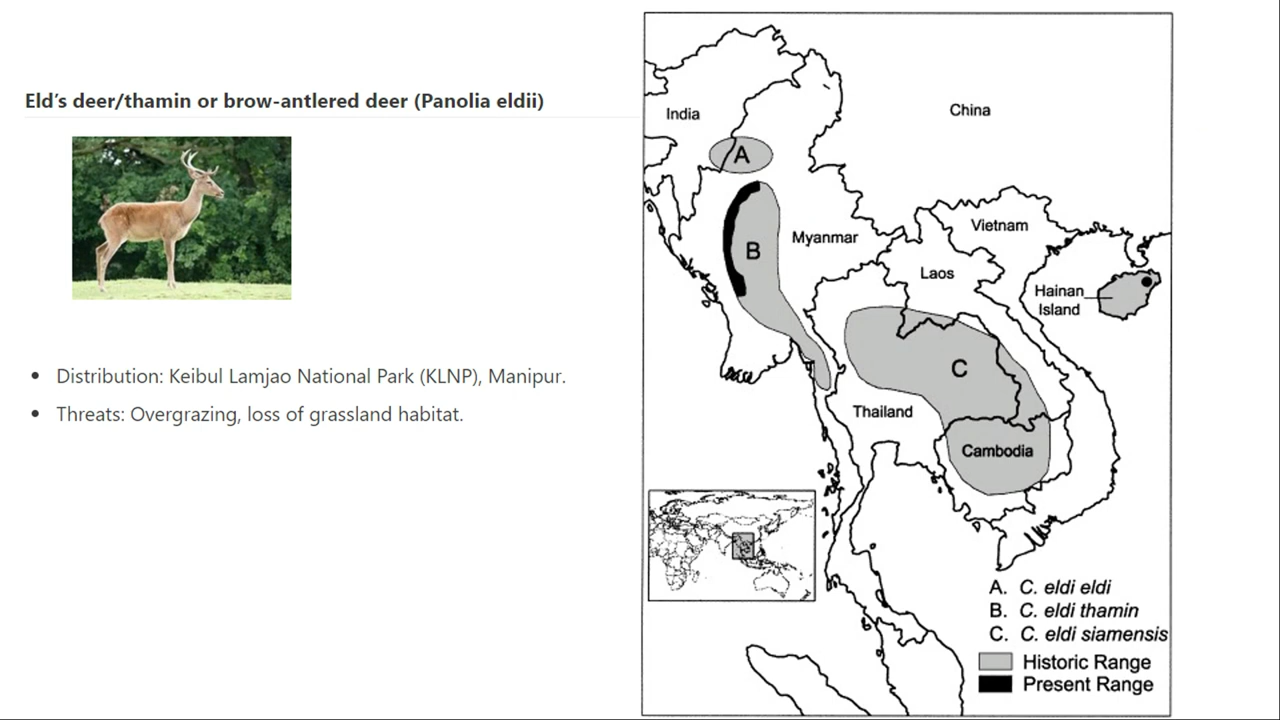 Eld's deer/thamin or brow-antlered deer (Panolia eldii)
• Distribution: Keibul Lamjao National Park (KLNP), Manipur.
• Threats: Overgrazing, loss of grassland habitat.
India
China
A
B
Myanmar
Vietnam
Laos
Hainan
Island
C
Thailand
Cambodia
A. C. eldi eldi
B. C. eldi thamin
C. C. eldi siamensis
Historic Range
Present Range